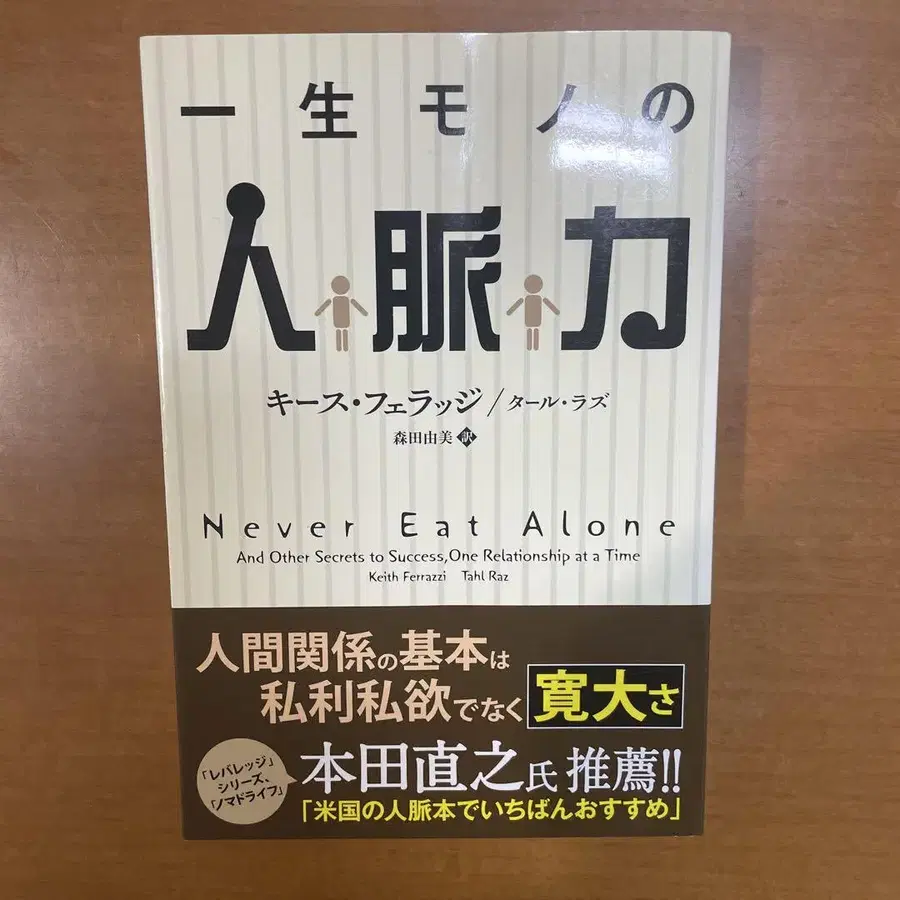 一生モノの
人脈力
キース・フェラッジ/タール・ラズ
森田由美 訳
Never Eat Alone
And Other Secrets to Success, One Relationship at a Time
Keith Ferrazzi Tahl Raz
人間関係の基本は
私利私欲でなく 寛大さ
「レバレッジ」
シリーズ、
「ノマドライフ」
本田直之氏 推薦!!
「米国の人脈本でいちばんおすすめ」